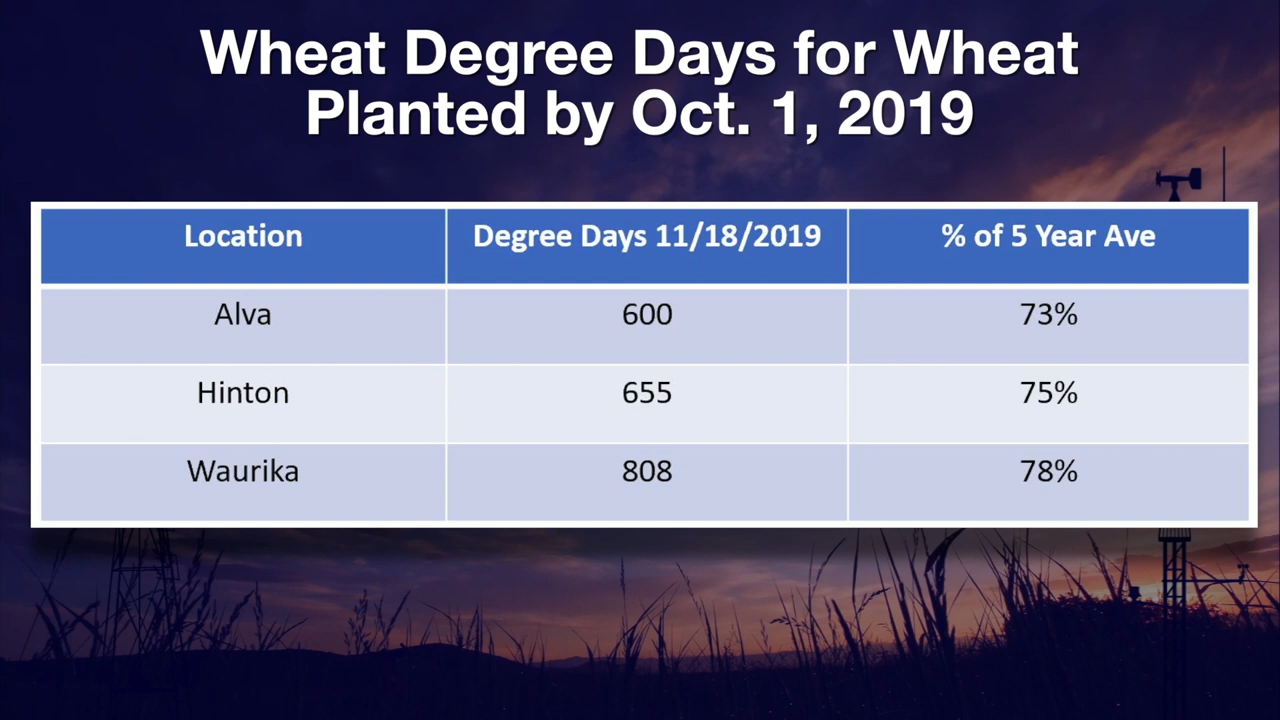 Wheat Degree Days for Wheat
Planted by Oct. 1, 2019
Location Degree Days 11/18/2019 % of 5 Year Ave
Alva 600 73%
Hinton 655 75%
Waurika 808 78%